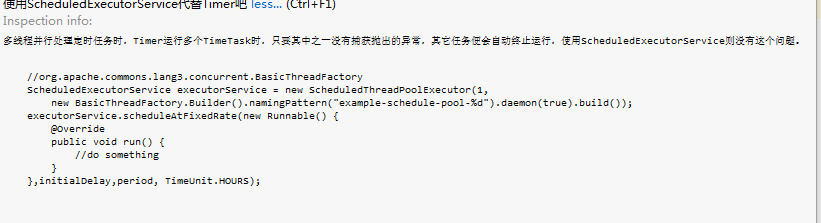 使用ScheduledExecutorService代替Timer吧 less... (Ctrl+F1)
Inspection info:
多线程并行处理定时任务时，Timer运行多个TimeTask时，只要其中之一没有捕获抛出的异常，其它任务便会自动终止运行，使用ScheduledExecutorService则没有这个问题。
//org.apache.commons.lang3.concurrent.BasicThreadFactory
ScheduledExecutorService executorService = new ScheduledThreadPoolExecutor(1,
new BasicThreadFactory.Builder().namingPattern("example-schedule-pool-%d").daemon(true).build());
executorService.scheduleAtFixedRate(new Runnable() {
@Override
public void run() {
//do something
}
},initialDelay,period, TimeUnit.HOURS);